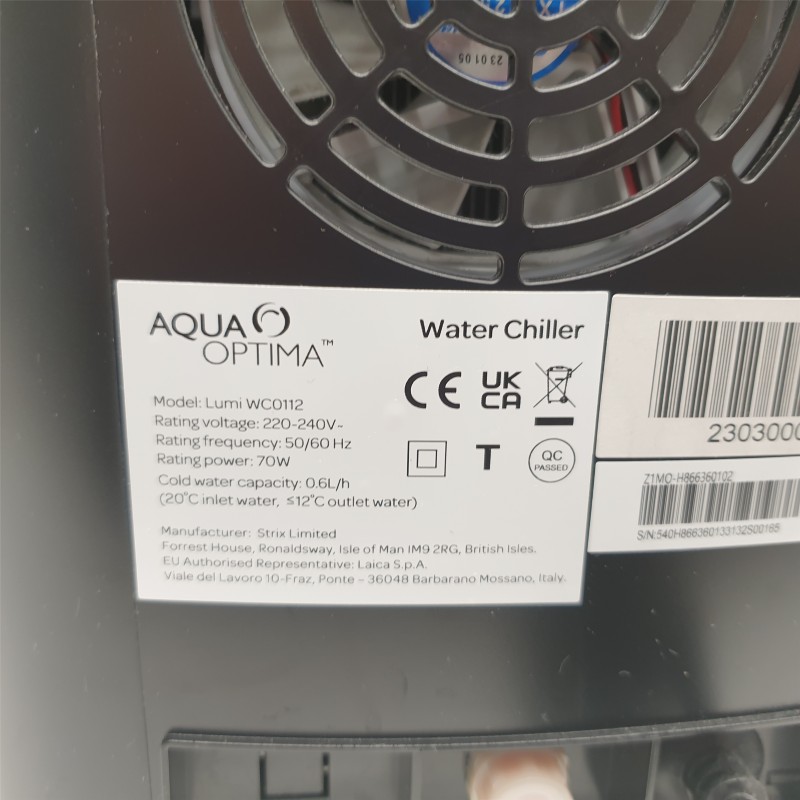 23 01 05
AQUA
OPTIMA™
Water Chiller
CE UK CA
Model: Lumi WC0112
Rating voltage: 220-240V~
Rating frequency: 50/60 Hz
Rating power: 70W
Cold water capacity: 0.6L/h
(20°C inlet water, ≤12°C outlet water)
T
QC
PASSED
Manufacturer: Strix Limited
Forrest House, Ronaldsway, Isle of Man IM9 2RG, British Isles.
EU Authorised Representative: Laica S.p.A.
Viale del Lavoro 10-Fraz, Ponte - 36048 Barbarano Mossano, Italy.
2303000
Z1MO-H866360102
S/N:540H866360133132S00165